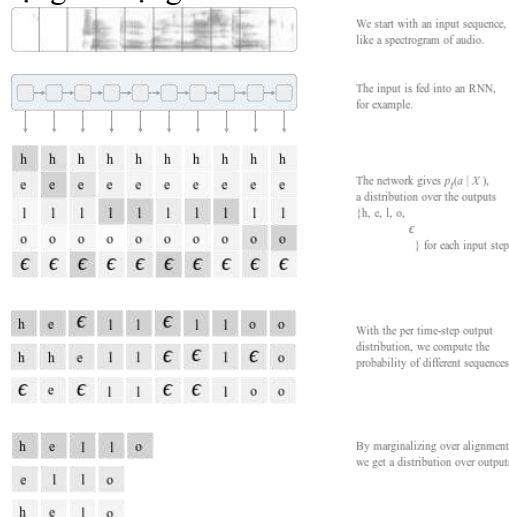 We start with an input sequence,
like a spectrogram of audio.
The input is fed into an RNN,
for example.
h h h h h h h h h h
e e e e e e e e e e
l l l l l l l l l l
o o o o o o o o o o
ϵ ϵ ϵ ϵ ϵ ϵ ϵ ϵ ϵ ϵ
The network gives pₜ(a | X ),
a distribution over the outputs
{h, e, l, o,
ϵ
} for each input step
h e ϵ l l ϵ l l o o
h h e l l ϵ ϵ l ϵ o
ϵ e ϵ l l ϵ ϵ l o o
With the per time-step output
distribution, we compute the
probability of different sequences
h e l l o
e l l o
h e l o
By marginalizing over alignment
we get a distribution over output